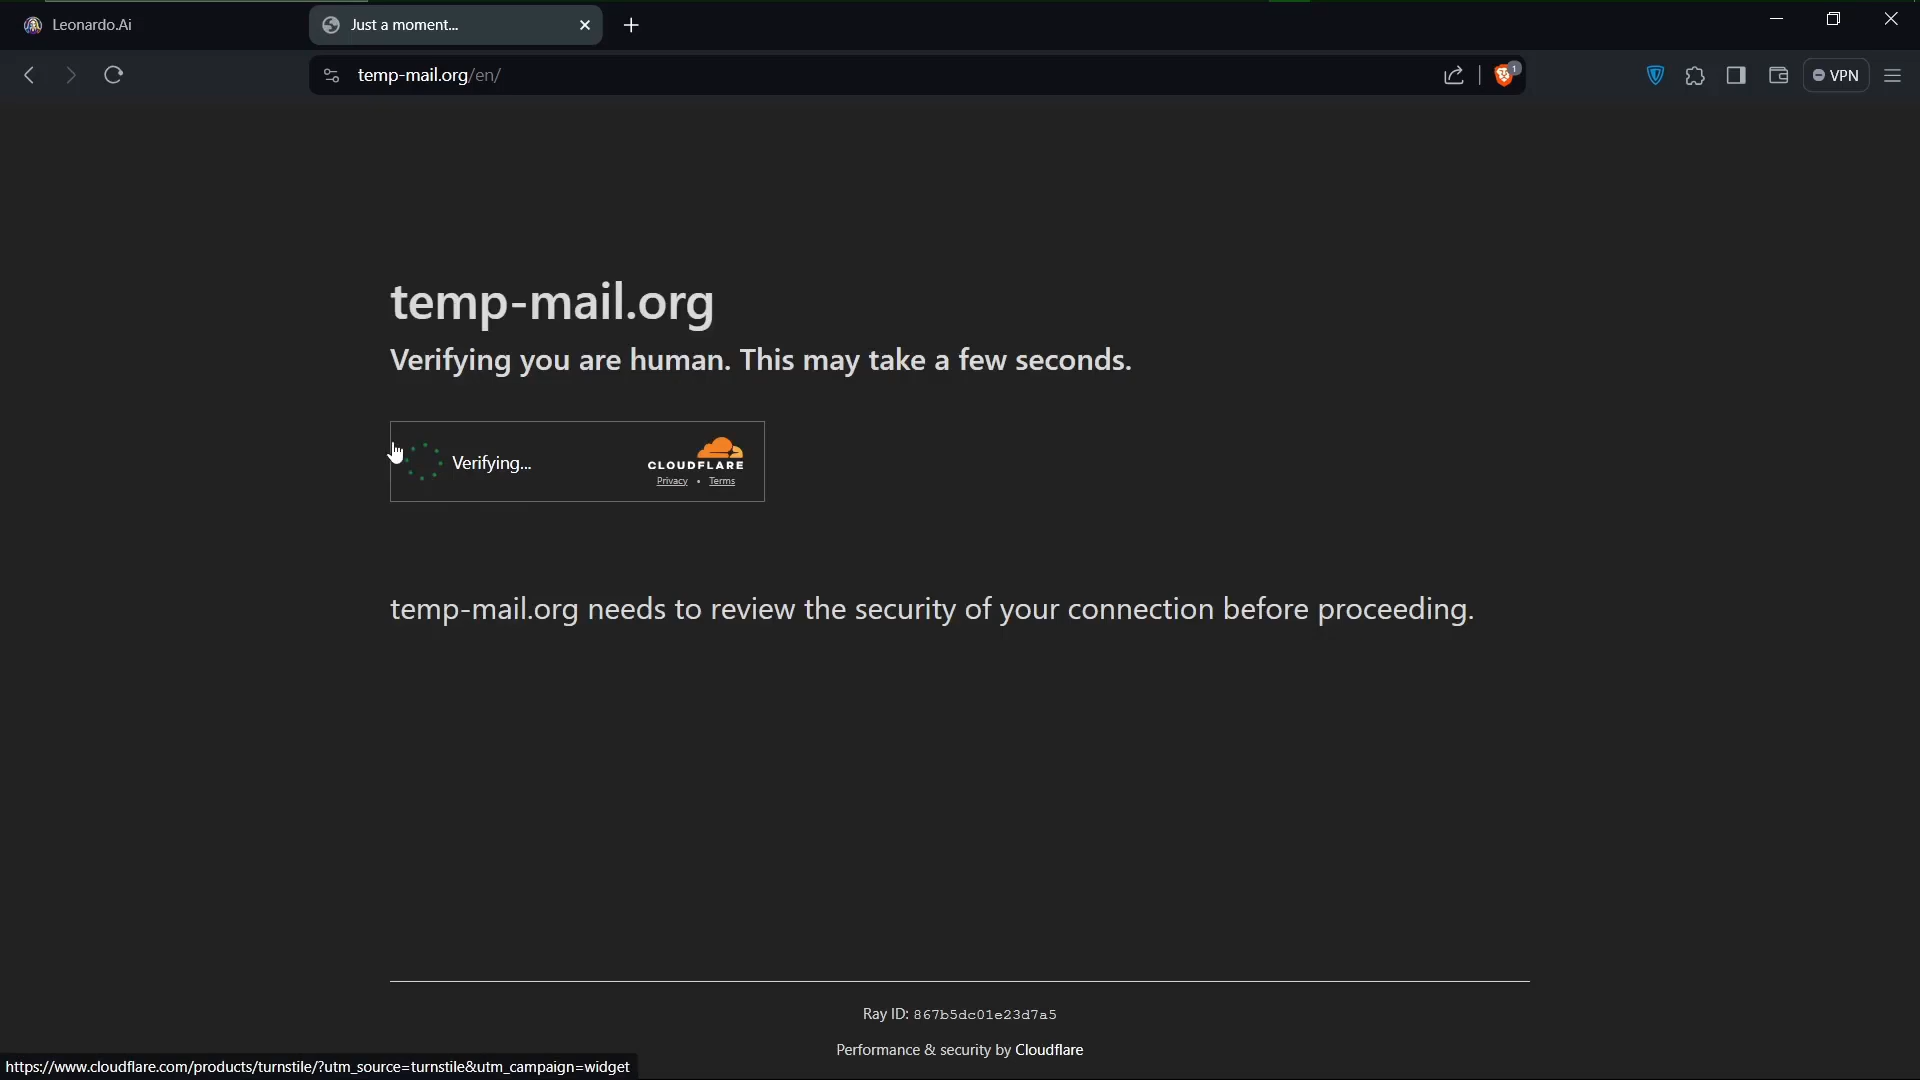 Leonardo.Ai
Just a moment...
temp-mail.org/en/
1
VPN
temp-mail.org
Verifying you are human. This may take a few seconds.
Verifying...
CLOUDFLARE
Privacy • Terms
temp-mail.org needs to review the security of your connection before proceeding.
Ray ID: 867b5dc01e23d7a5
Performance & security by Cloudflare
https://www.cloudflare.com/products/turnstile/?utm_source=turnstile&utm_campaign=widget